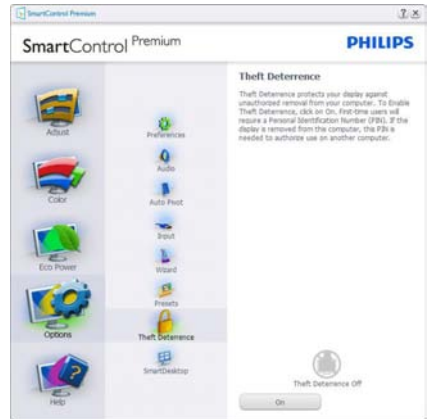 SmartControl Premium
SmartControl Premium
PHILIPS
Adjust
Color
Eco Power
Options
Help
Preferences
Audio
Auto Pivot
Input
Wizard
Presets
Theft Deterrence
SmartDesktop
Theft Deterrence
Theft Deterrence protects your display against
unauthorized removal from your computer. To Enable
Theft Deterrence, click on On. First-time users will
require a Personal Identification Number (PIN). If the
display is removed from this computer, this PIN is
needed to authorize use on another computer.
Theft Deterrence Off
On